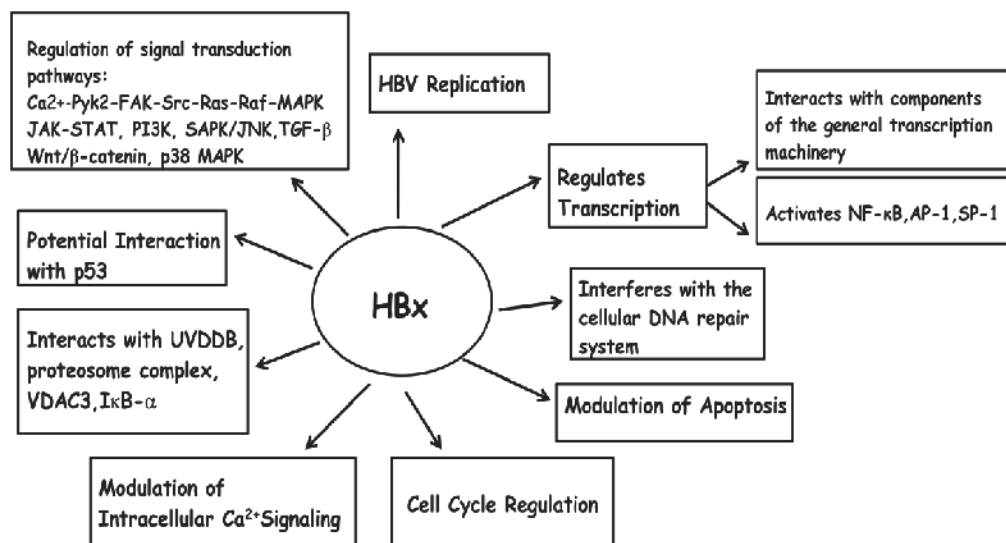 Regulation of signal transduction
pathways:
Ca2+-Pyk2-FAK-Src-Ras-Raf-MAPK
JAK-STAT, PI3K, SAPK/JNK,TGF-β
Wnt/β-catenin, p38 MAPK
HBV Replication
Interacts with components
of the general transcription
machinery
Regulates
Transcription
Activates NF-κB,AP-1,SP-1
Potential Interaction
with p53
HBx
Interferes with the
cellular DNA repair
system
Interacts with UVDDB,
proteosome complex,
VDAC3,IκB-α
Modulation of Apoptosis
Modulation of
Intracellular Ca²⁺Signaling
Cell Cycle Regulation